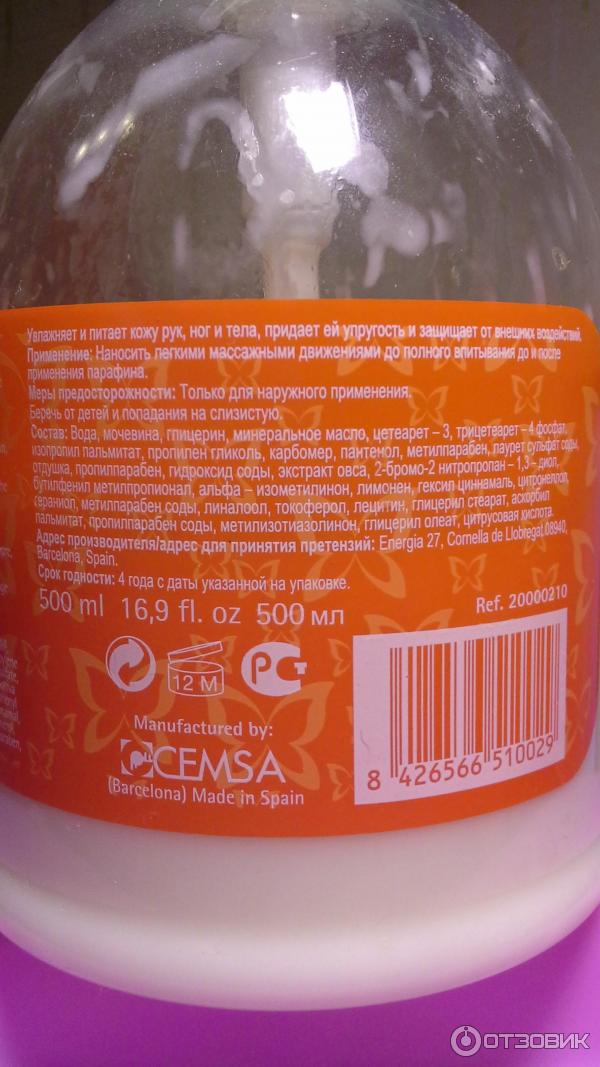 Увлажняет и питает кожу рук, ног и тела, придает ей упругость и защищает от внешних воздействий.
Применение: Наносить легкими массажными движениями до полного впитывания до и после
применения парафина.
Меры предосторожности: Только для наружного применения.
Беречь от детей и попадания на слизистую.
Состав: Вода, мочевина, глицерин, минеральное масло, цетеарет – 3, трицетеарет – 4 фосфат,
изопропил пальмитат, пропилен гликоль, карбомер, пантенол, метилпарабен, лаурет сульфет соды,
отдушка, пропилпарабен, гидроксид соды, экстракт овса, 2-бромо-2 нитропропан – 1,3 – диол,
бутилфенил метилпропионал, альфа – изометилинон, лимонен, гексил циннамаль, цитронеллол,
гераниол, метилпарабен соды, линалоол, токоферол, лецитин, глицерил стеарат, аскорбил
пальмитат, пропилпарабен соды, метилизотиазолинон, глицерил олеат, цитрусовая кислота.
Адрес производителя/адрес для принятия претензий: Energia 27, Cornella de Llobregat,08940,
Barcelona, Spain.
Срок годности: 4 года с даты указанной на упаковке.
500 ml 16,9 fl. oz 500 мл
Ref. 20000210
12 M
РСТ
Manufactured by:
CEMSA
(Barcelona) Made in Spain
8 426566 510029
ОТЗОВИК